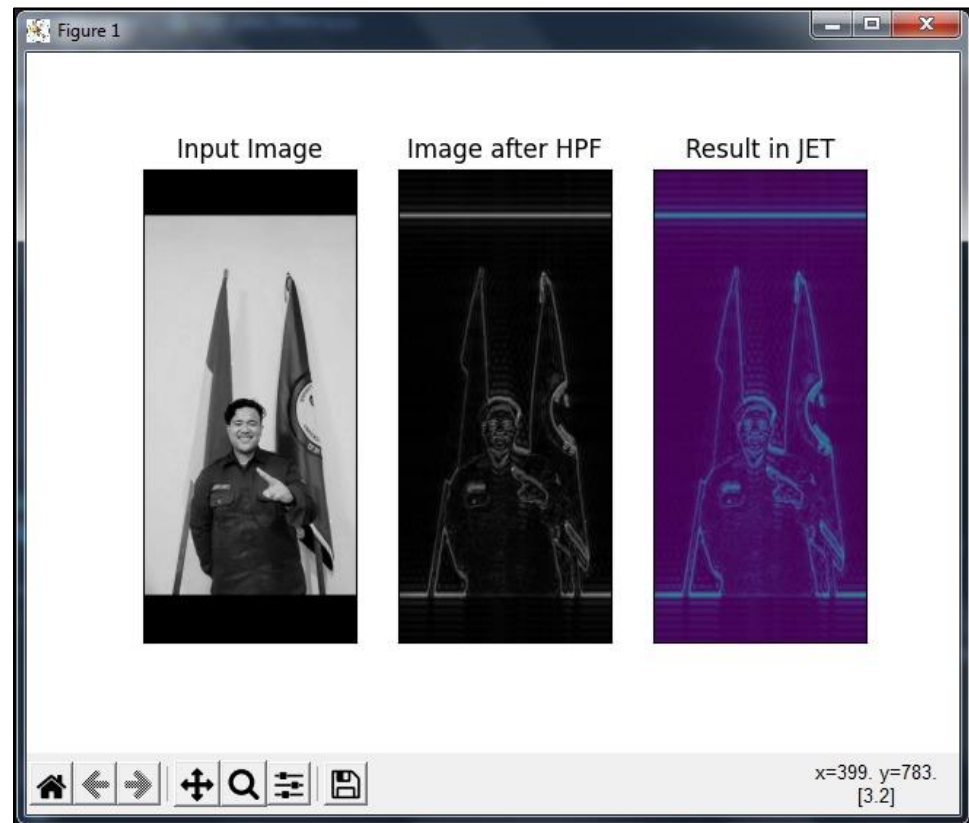 Figure 1
Input Image
Image after HPF
Result in JET
x=399. y=783.
[3.2]